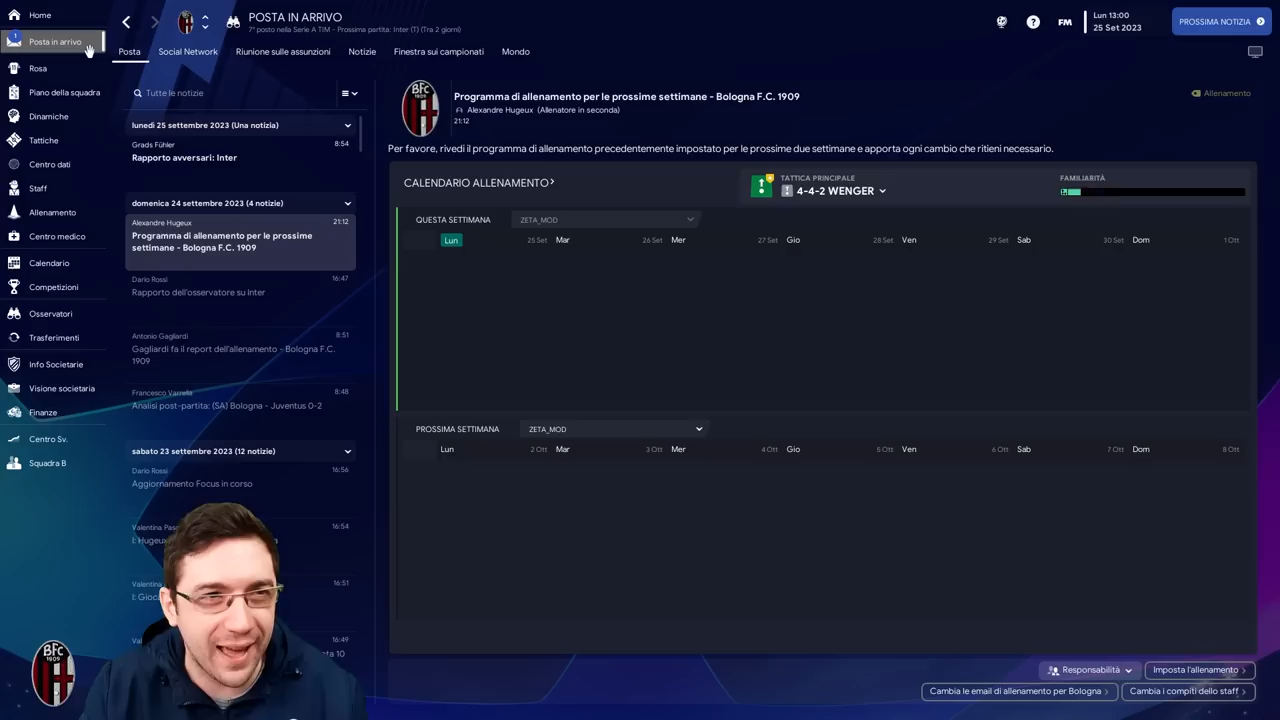 Home
POSTA IN ARRIVO
7° posto nella Serie A TIM - Prossima partita: Inter (T) (Tra 2 giorni)
FM
Lun 13:00
25 Set 2023
PROSSIMA NOTIZIA
1
Posta in arrivo
Rosa
Piano della squadra
Dinamiche
Tattiche
Centro dati
Staff
Allenamento
Centro medico
Calendario
Competizioni
Osservatori
Trasferimenti
Info Societarie
Visione societaria
Finanze
Centro Sv.
Squadra B
Posta
Social Network
Riunione sulle assunzioni
Notizie
Finestra sui campionati
Mondo
Tutte le notizie
lunedì 25 settembre 2023 (Una notizia)
Grads Fühler
8:54
Rapporto avversari: Inter
domenica 24 settembre 2023 (4 notizie)
Alexandre Hugeux
21:12
Programma di allenamento per le prossime
settimane - Bologna F.C. 1909
Dario Rossi
16:47
Rapporto dell'osservatore su Inter
Antonio Gagliardi
8:51
Gagliardi fa il report dell'allenamento - Bologna F.C.
1909
Francesco Varrella
8:48
Analisi post-partita: (SA) Bologna - Juventus 0-2
sabato 23 settembre 2023 (12 notizie)
Dario Rossi
16:56
Aggiornamento Focus in corso
Valentina
16:54
Valentina
16:51
16:49
BFC
1909
Programma di allenamento per le prossime settimane - Bologna F.C. 1909
Alexandre Hugeux (Allenatore in seconda)
21:12
Allenamento
Per favore, rivedi il programma di allenamento precedentemente impostato per le prossime due settimane e apporta ogni cambio che ritieni necessario.
CALENDARIO ALLENAMENTO
TATTICA PRINCIPALE
4-4-2 WENGER
FAMILIARITÀ
QUESTA SETTIMANA
ZETA_MOD
Lun 25 Set Mar 26 Set Mer 27 Set Gio 28 Set Ven 29 Set Sab 30 Set Dom 1 Ott
PROSSIMA SETTIMANA
ZETA_MOD
Lun 2 Ott Mar 3 Ott Mer 4 Ott Gio 5 Ott Ven 6 Ott Sab 7 Ott Dom 8 Ott
Responsabilità
Imposta l'allenamento
Cambia le email di allenamento per Bologna
Cambia i compiti dello staff
BFC
1909